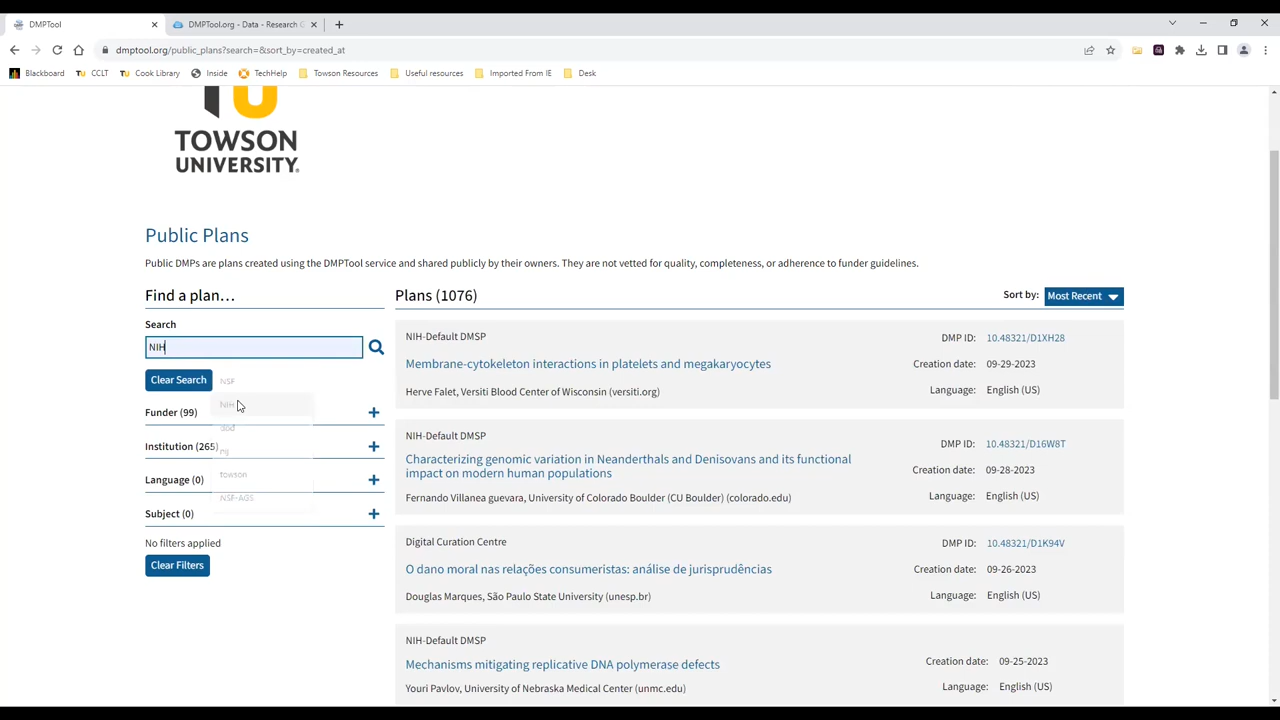 DMPTool
DMPTool.org - Data - Research G
dmptool.org/public_plans?search=&sort_by=created_at
Blackboard
CCLT
Cook Library
Inside
TechHelp
Towson Resources
Useful resources
Imported From IE
Desk
TU
TOWSON
UNIVERSITY.
Public Plans
Public DMPs are plans created using the DMPTool service and shared publicly by their owners. They are not vetted for quality, completeness, or adherence to funder guidelines.
Find a plan…
Search
NIH
Clear Search
NSF
NIH
dod
nij
towson
NSF-AGS
Funder (99)
Institution (265)
Language (0)
Subject (0)
No filters applied
Clear Filters
Plans (1076)
Sort by: Most Recent
NIH-Default DMSP
Membrane-cytokeleton interactions in platelets and megakaryocytes
Herve Falet, Versiti Blood Center of Wisconsin (versiti.org)
DMP ID: 10.48321/D1XH28
Creation date: 09-29-2023
Language: English (US)
NIH-Default DMSP
Characterizing genomic variation in Neanderthals and Denisovans and its functional
impact on modern human populations
Fernando Villanea guevara, University of Colorado Boulder (CU Boulder) (colorado.edu)
DMP ID: 10.48321/D16W8T
Creation date: 09-28-2023
Language: English (US)
Digital Curation Centre
O dano moral nas relações consumeristas: análise de jurisprudências
Douglas Marques, São Paulo State University (unesp.br)
DMP ID: 10.48321/D1K94V
Creation date: 09-26-2023
Language: English (US)
NIH-Default DMSP
Mechanisms mitigating replicative DNA polymerase defects
Youri Pavlov, University of Nebraska Medical Center (unmc.edu)
Creation date: 09-25-2023
Language: English (US)